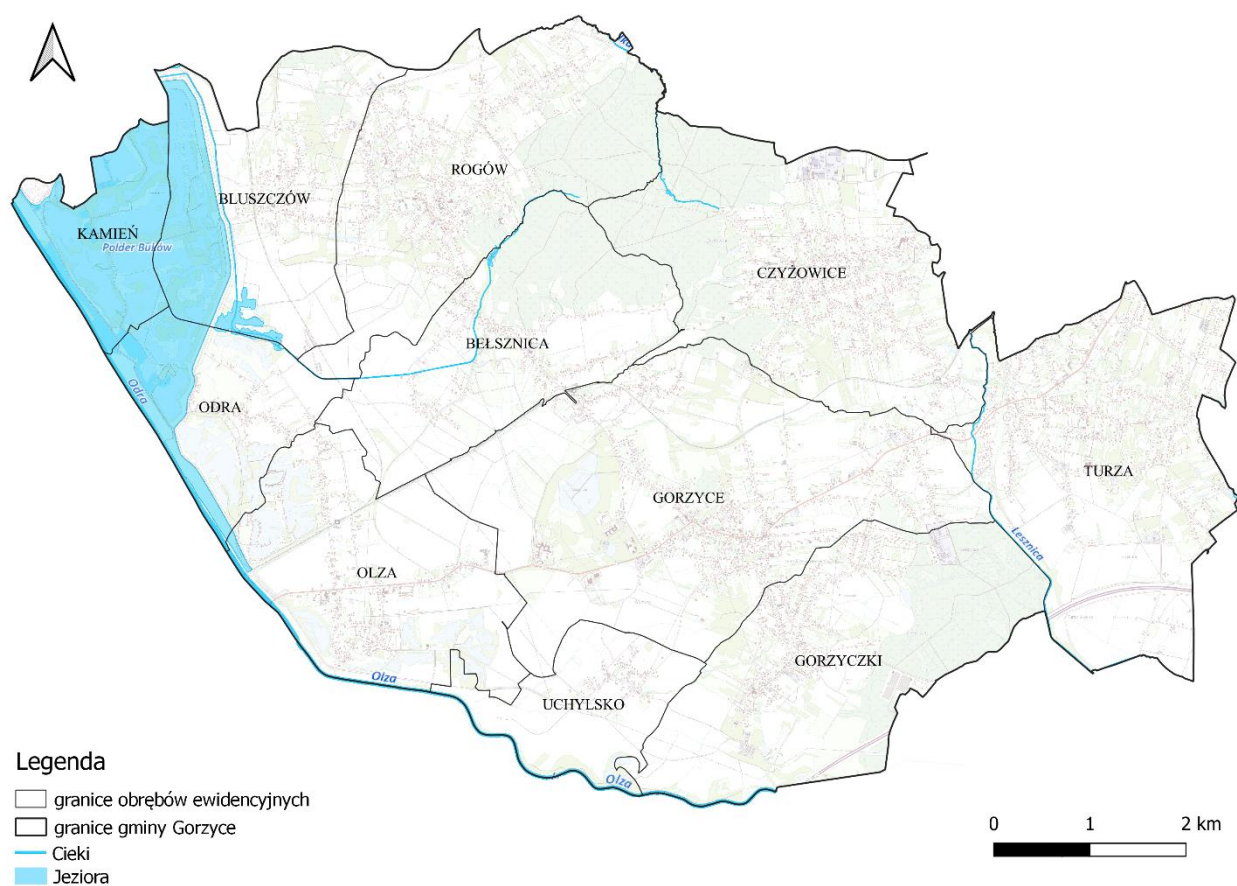 ROGÓW
BLUSZCZÓW
KAMIEŃ
Polder Buków
CZYŻOWICE
BEŁSZNICA
Odra
ODRA
TURZA
GORZYCE
Lesznica
OLZA
GORZYCZKI
Olza
UCHYLSKO
Olza
Legenda
granice obrębów ewidencyjnych
granice gminy Gorzyce
Cieki
Jeziora
0 1 2 km